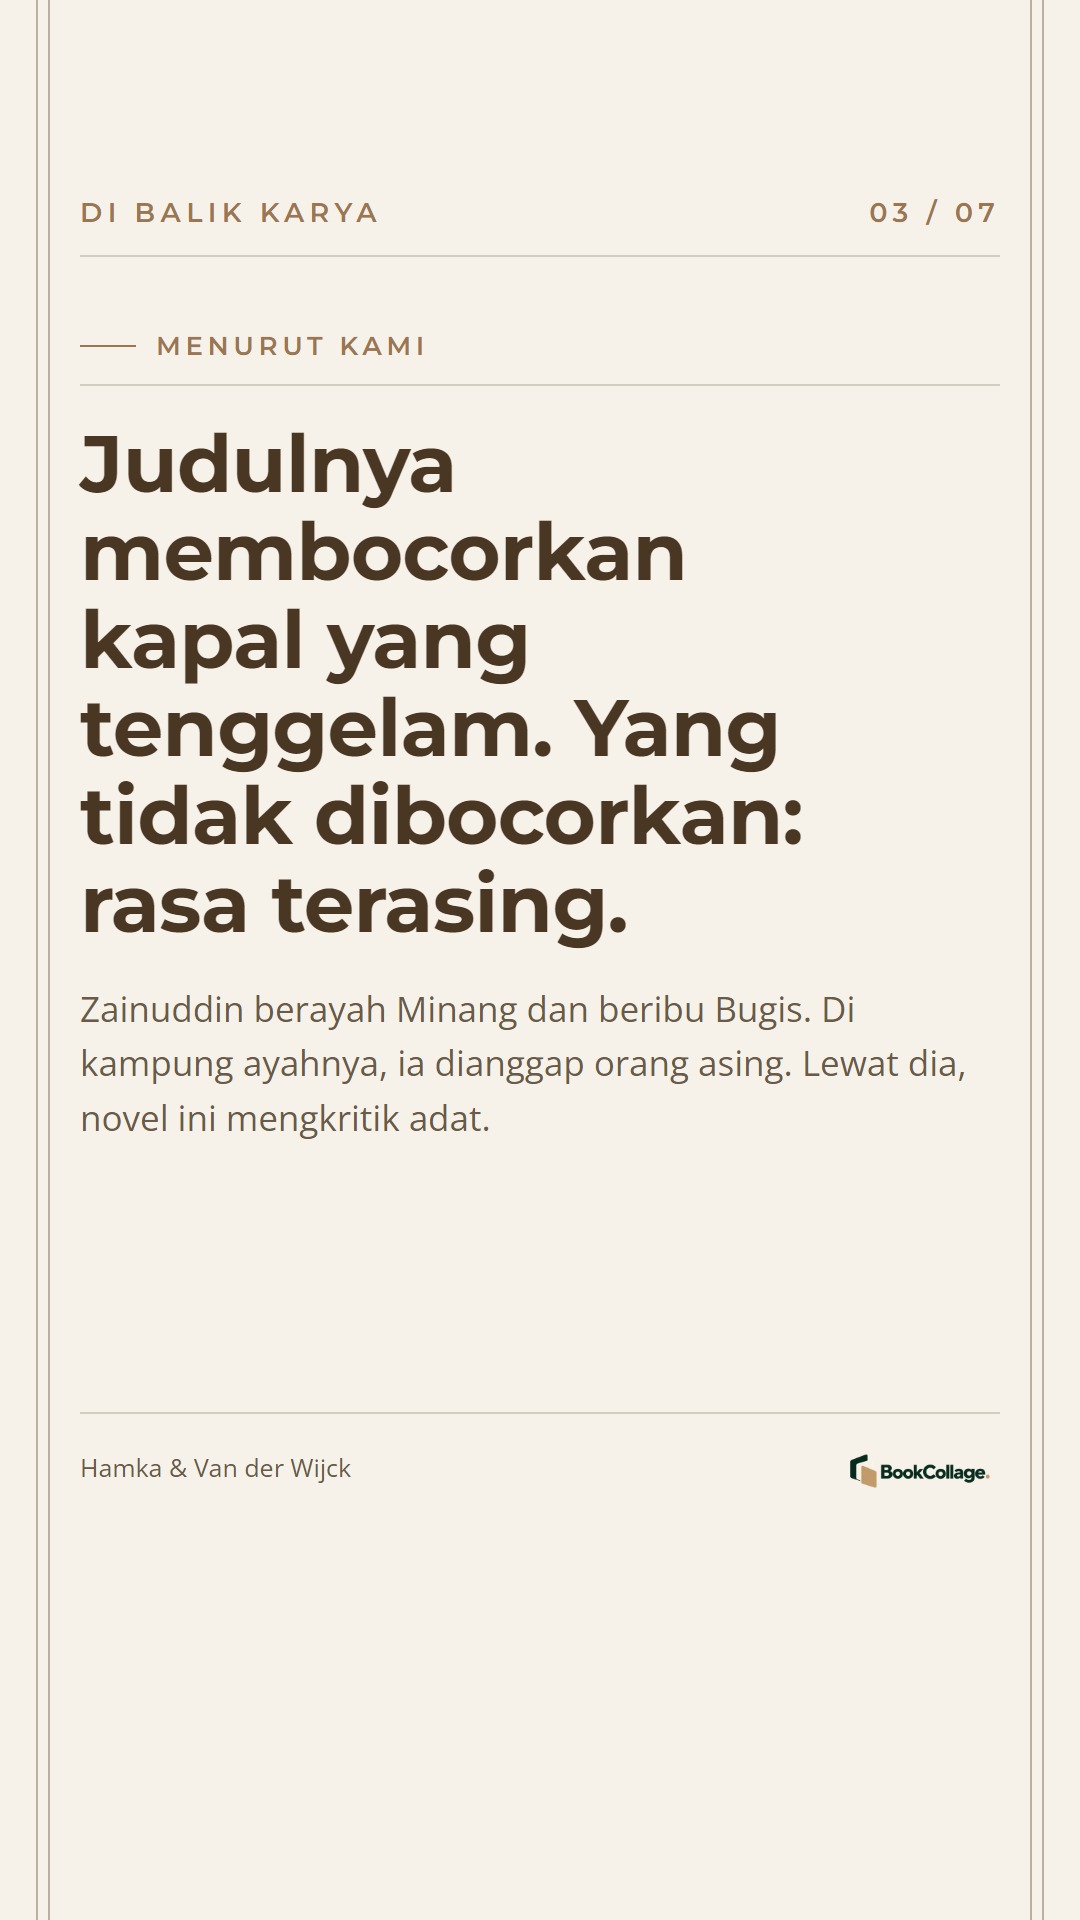 DI BALIK KARYA
03 / 07
MENURUT KAMI
Judulnya
membocorkan
kapal yang
tenggelam. Yang
tidak dibocorkan:
rasa terasing.
Zainuddin berayah Minang dan beribu Bugis. Di
kampung ayahnya, ia dianggap orang asing. Lewat dia,
novel ini mengkritik adat.
Hamka & Van der Wijck
BookCollage.